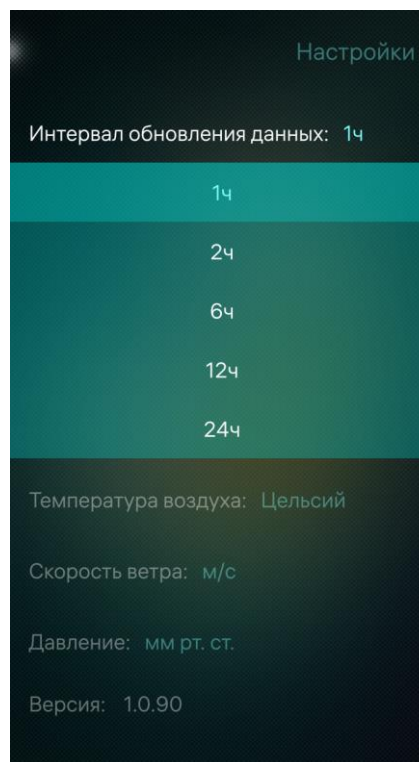 Настройки
Интервал обновления данных: 1ч
1ч
2ч
6ч
12ч
24ч
Температура воздуха: Цельсий
Скорость ветра: м/с
Давление: мм рт. ст.
Версия: 1.0.90